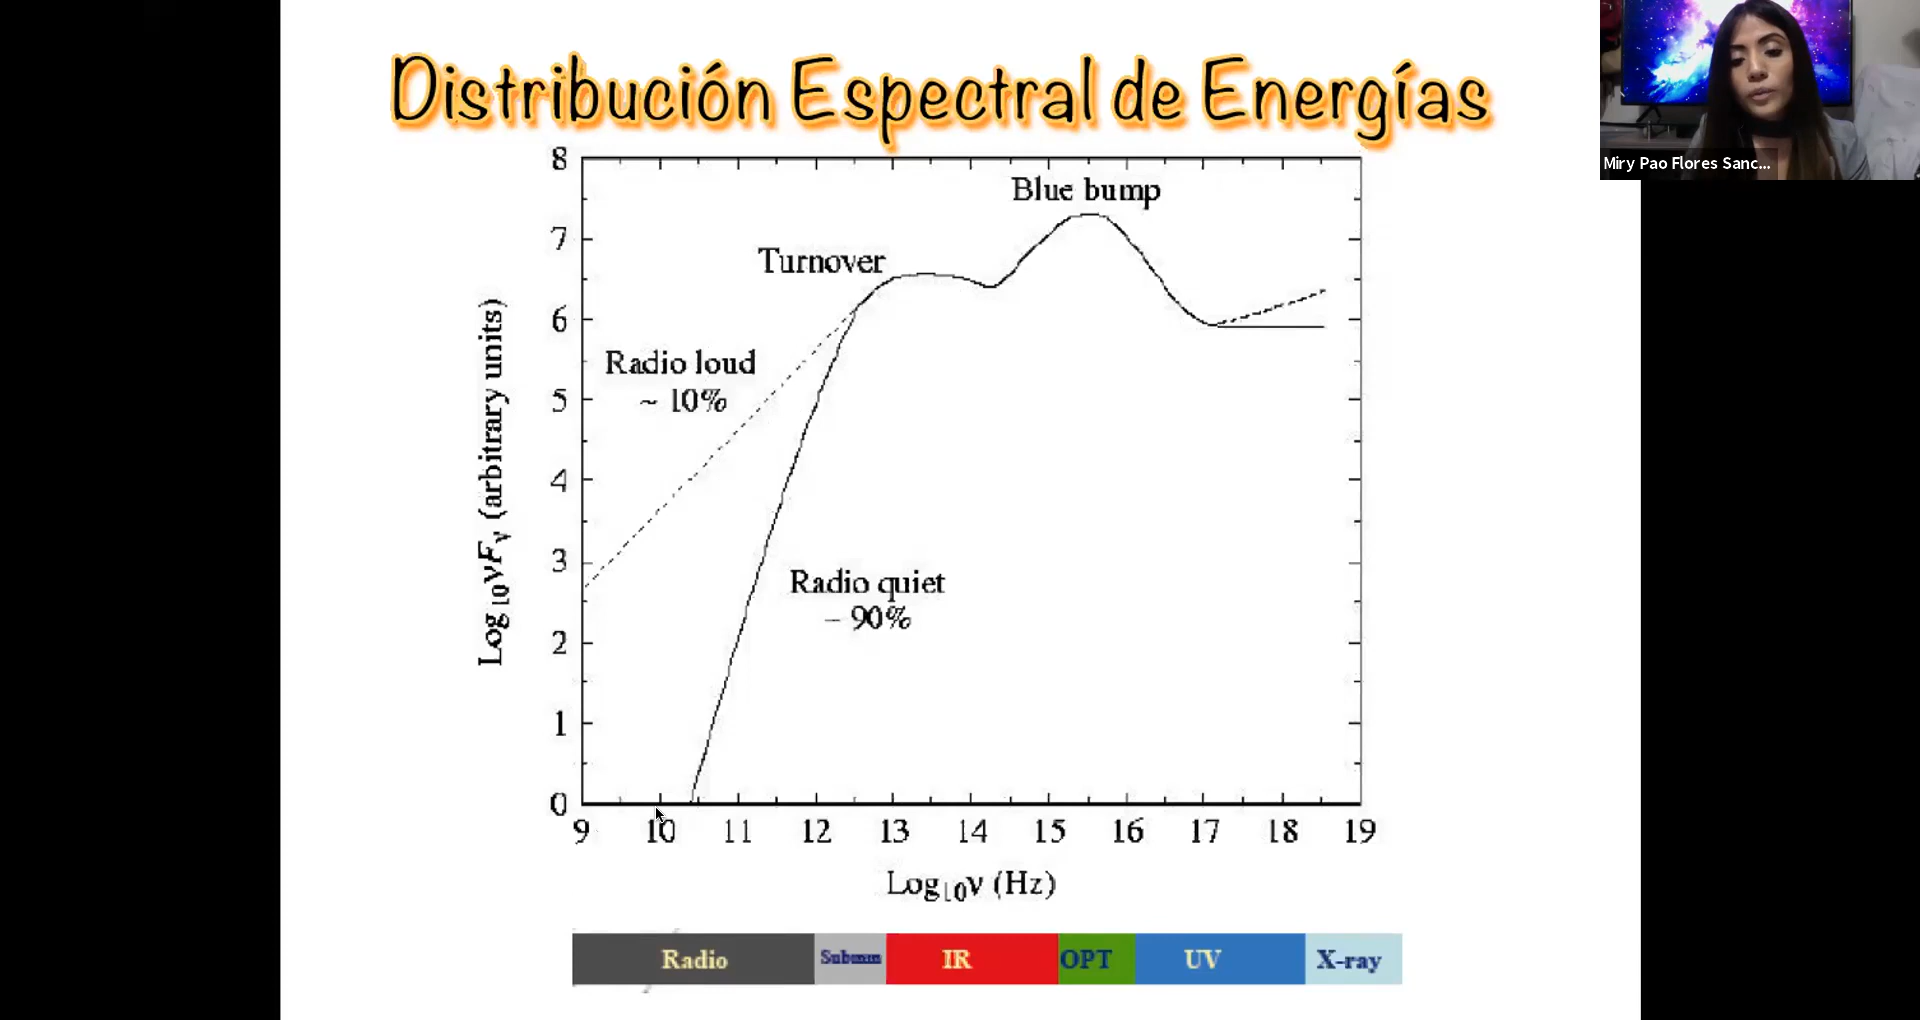 Distribución Espectral de Energías
Miry Pao Flores Sanc...
8
Blue bump
7
Turnover
6
Radio loud
~ 10%
5
4
3
Radio quiet
~ 90%
2
1
0
Log₁₀νFν (arbitrary units)
9 10 11 12 13 14 15 16 17 18 19
Log₁₀ν (Hz)
Radio Submm IR OPT UV X-ray